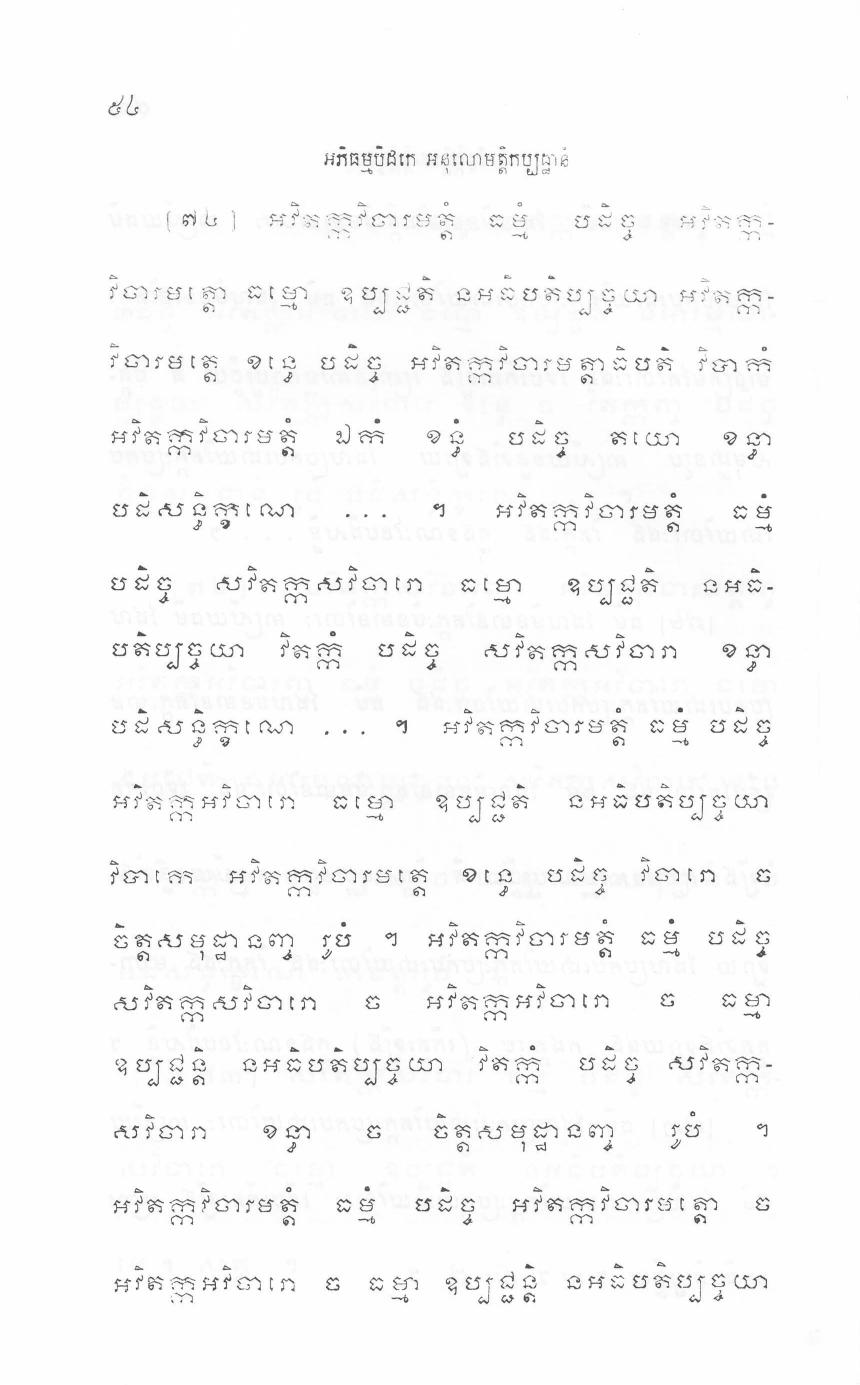 ៥៤
អភិធម្មបិដកេ អនុលោមត្តិកប្បដ្ឋានំ
[៧៤] អវិតក្កវិចារមត្តំ ធម្មំ បដិច្ច អវិតក្ក-
វិចារមត្តោ ធម្មោ ឧប្បជ្ជតិ នអធិបតិប្បច្ចយា អវិតក្ក-
វិចារមត្តេ ខន្ធេ បដិច្ច អវិតក្កវិចារមត្តាធិបតិ វិបាកំ
អវិតក្កវិចារមត្តំ ឯកំ ខន្ធំ បដិច្ច តយោ ខន្ធា
បដិសន្ធិក្ខណេ ... ។ អវិតក្កវិចារមត្តំ ធម្មំ
បដិច្ច សវិតក្កសវិចារោ ធម្មោ ឧប្បជ្ជតិ នអធិ-
បតិប្បច្ចយា វិតក្កំ បដិច្ច សវិតក្កសវិចារា ខន្ធា
បដិសន្ធិក្ខណេ ... ។ អវិតក្កវិចារមត្តំ ធម្មំ បដិច្ច
អវិតក្កអវិចារោ ធម្មោ ឧប្បជ្ជតិ នអធិបតិប្បច្ចយា
វិបាកេ អវិតក្កវិចារមត្តេ ខន្ធេ បដិច្ច វិចារោ ច
ចិត្តសមុដ្ឋានញ្ច រូបំ ។ អវិតក្កវិចារមត្តំ ធម្មំ បដិច្ច
សវិតក្កសវិចារោ ច អវិតក្កអវិចារោ ច ធម្មា
ឧប្បជ្ជន្តិ នអធិបតិប្បច្ចយា វិតក្កំ បដិច្ច សវិតក្ក-
សវិចារា ខន្ធា ច ចិត្តសមុដ្ឋានញ្ច រូបំ ។
អវិតក្កវិចារមត្តំ ធម្មំ បដិច្ច អវិតក្កវិចារមត្តោ ច
អវិតក្កអវិចារោ ច ធម្មា ឧប្បជ្ជន្តិ នអធិបតិប្បច្ចយា